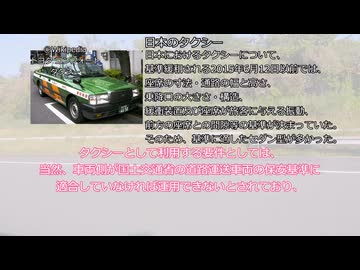 ©Wikipedia
日本のタクシー
日本におけるタクシーについて、
基準緩和される2015年6月12日以前では、
座席の寸法・通路の幅と高さ、
乗降口の大きさ・構造、
緩衝装置及び座席が旅客に与える振動、
前方の座席との間隙等の基準が決まっていた。
そのため、基準に適したセダン型が多かった。
タクシーとして利用する要件としては、
当然、車両側が国土交通省の道路運送車両の保安基準に
適合していなければ運用できないとされており、